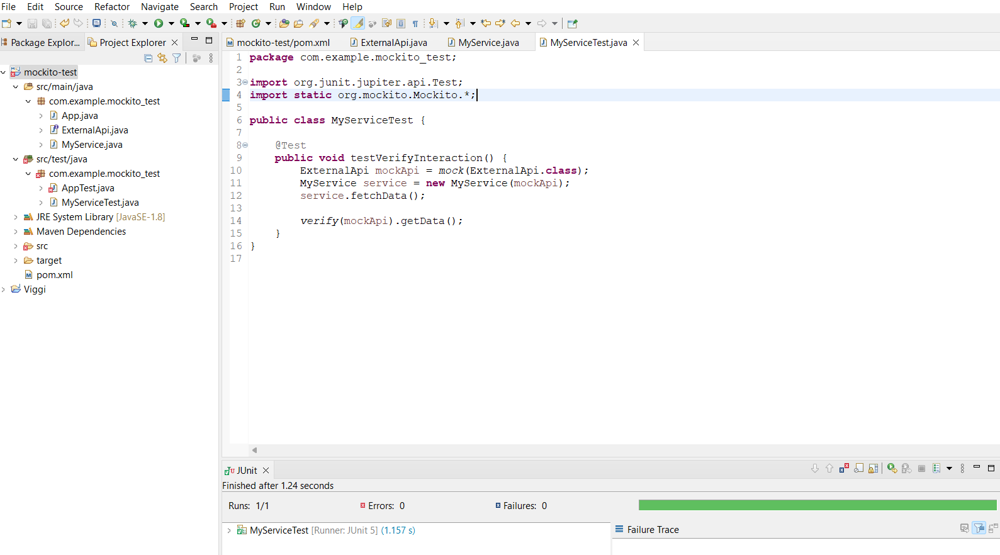 File Edit Source Refactor Navigate Search Project Run Window Help
Package Explor...
Project Explorer
mockito-test
src/main/java
com.example.mockito_test
App.java
ExternalApi.java
MyService.java
src/test/java
com.example.mockito_test
AppTest.java
MyServiceTest.java
JRE System Library [JavaSE-1.8]
Maven Dependencies
src
target
pom.xml
Viggi
mockito-test/pom.xml ExternalApi.java MyService.java MyServiceTest.java
1 package com.example.mockito_test;
2
3 import org.junit.jupiter.api.Test;
4 import static org.mockito.Mockito.*;
5
6 public class MyServiceTest {
7
8 @Test
9 public void testVerifyInteraction() {
10 ExternalApi mockApi = mock(ExternalApi.class);
11 MyService service = new MyService(mockApi);
12 service.fetchData();
13
14 verify(mockApi).getData();
15 }
16 }
17
JUnit
Finished after 1.24 seconds
Runs: 1/1 Errors: 0 Failures: 0
MyServiceTest [Runner: JUnit 5] (1.157 s)
Failure Trace